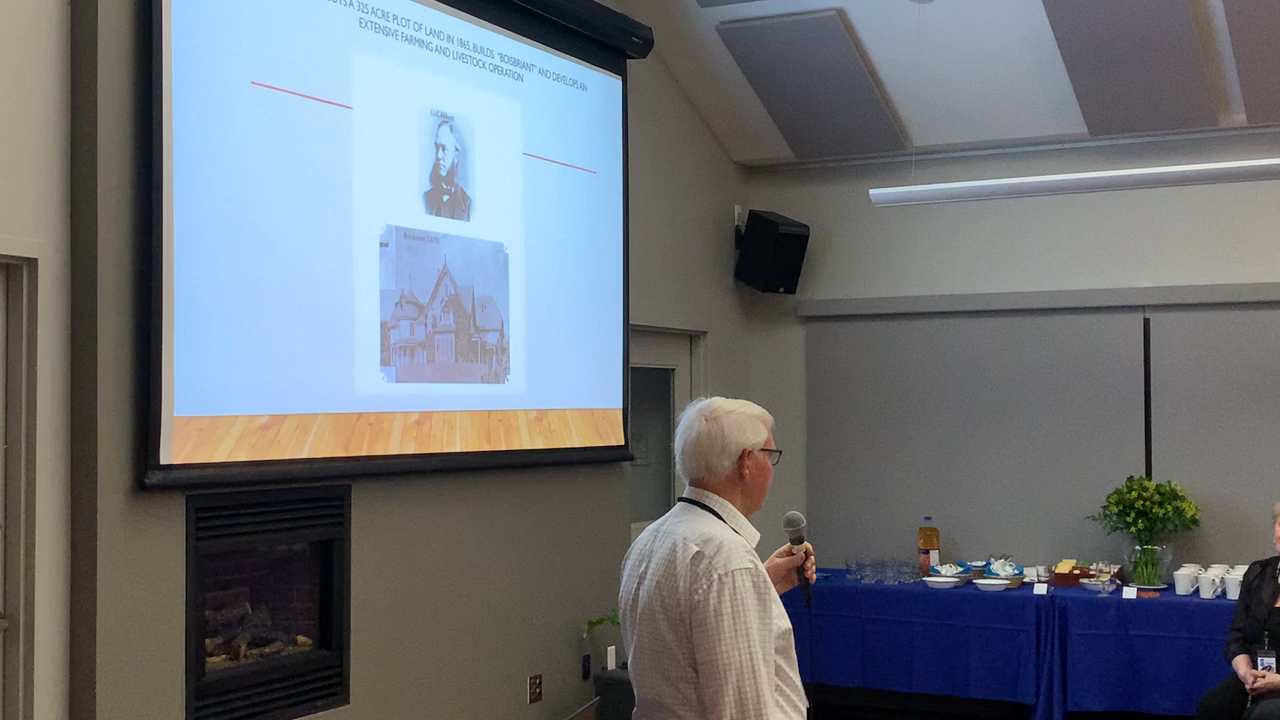 A 325 ACRE PLOT OF LAND IN 1865, BUILDS "BOISBRIANT" AND DEVELOPS AN
EXTENSIVE FARMING AND LIVESTOCK OPERATION